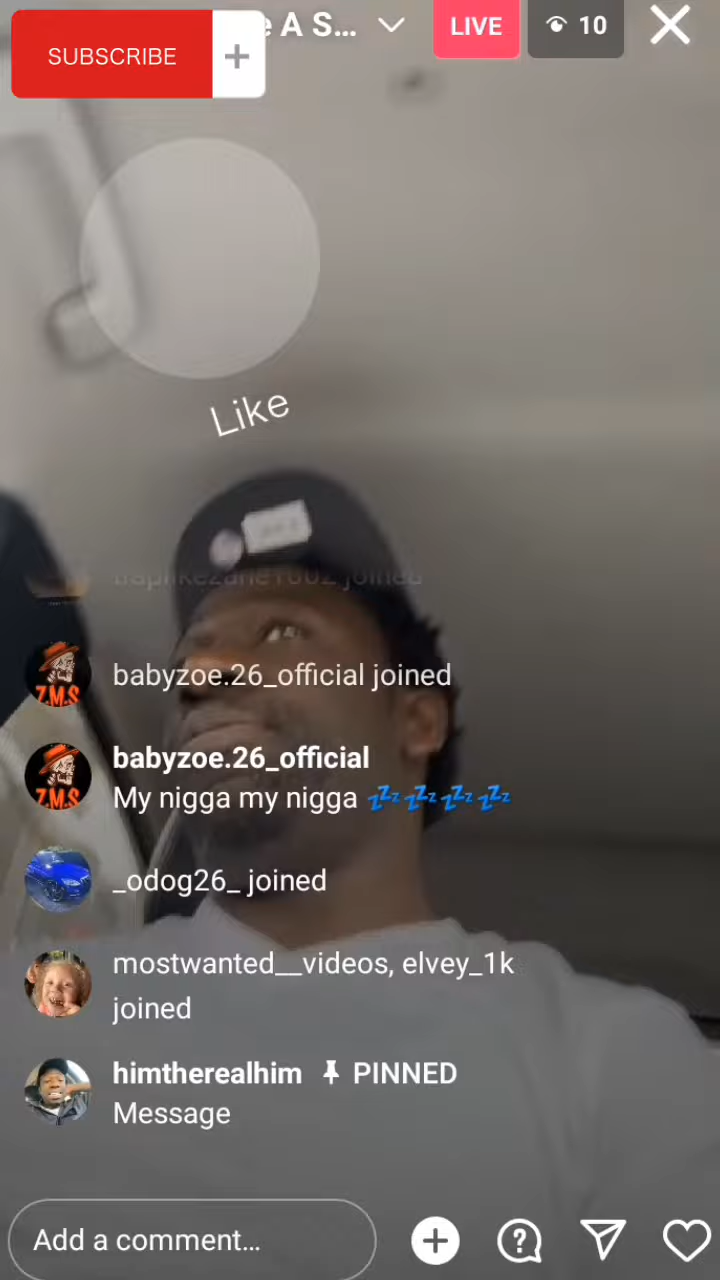 SUBSCRIBE
e A S...
LIVE
10
Like
joined
babyzoe.26_official joined
Z.M.S
babyzoe.26_official
My nigga my nigga 💤💤💤💤
Z.M.S
_odog26_ joined
mostwanted__videos, elvey_1k
joined
himtherealhim PINNED
Message
Add a comment...